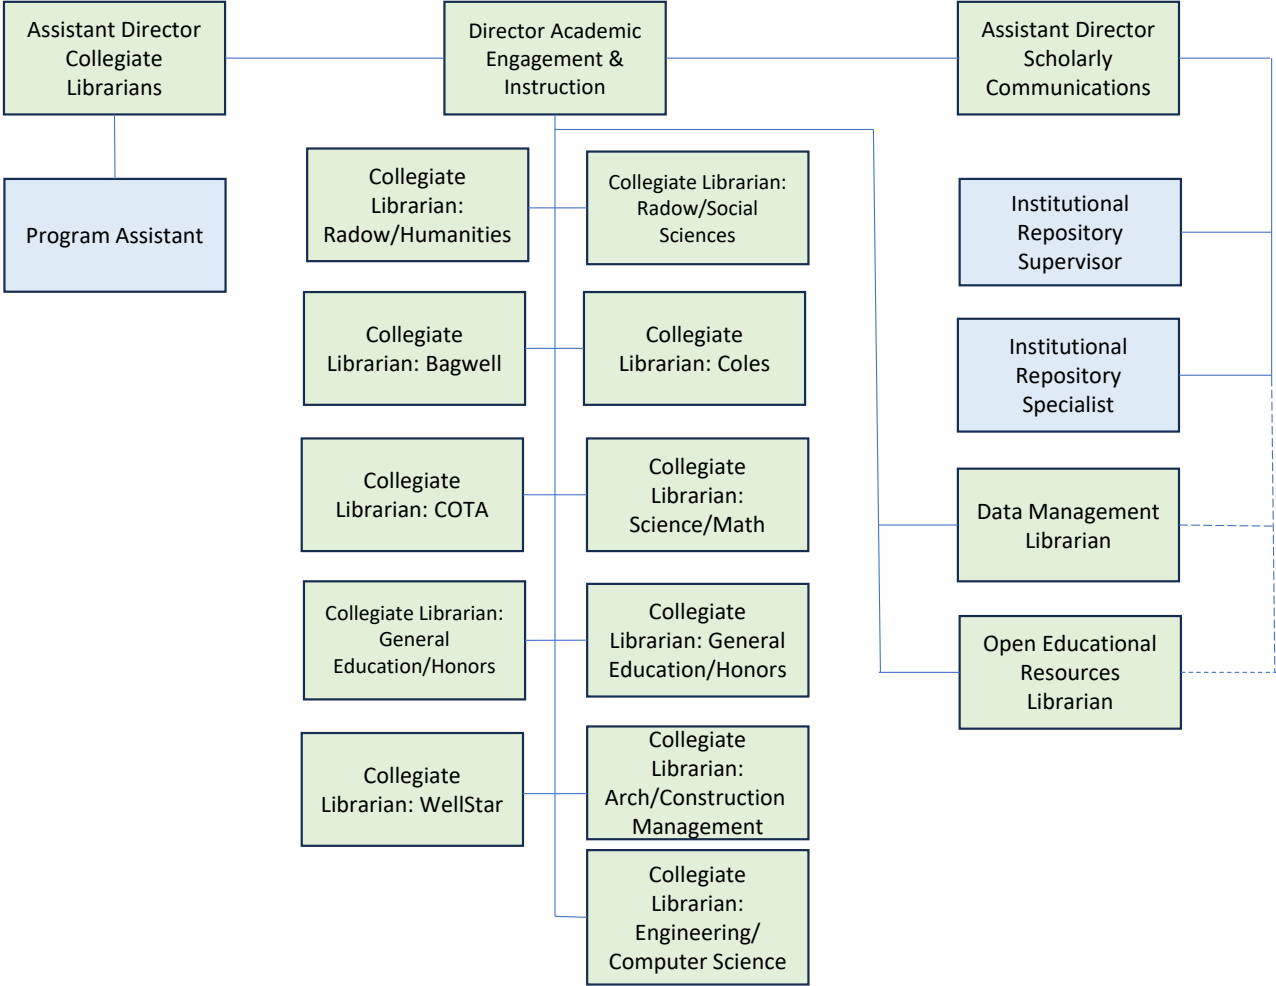 Assistant Director
Collegiate
Librarians
Director Academic
Engagement &
Instruction
Assistant Director
Scholarly
Communications
Program Assistant
Collegiate
Librarian:
Radow/Humanities
Collegiate Librarian:
Radow/Social
Sciences
Institutional
Repository
Supervisor
Collegiate
Librarian: Bagwell
Collegiate
Librarian: Coles
Institutional
Repository
Specialist
Collegiate
Librarian: COTA
Collegiate
Librarian:
Science/Math
Data Management
Librarian
Collegiate Librarian:
General
Education/Honors
Collegiate
Librarian: General
Education/Honors
Open Educational
Resources
Librarian
Collegiate
Librarian: WellStar
Collegiate
Librarian:
Arch/Construction
Management
Collegiate
Librarian:
Engineering/
Computer Science